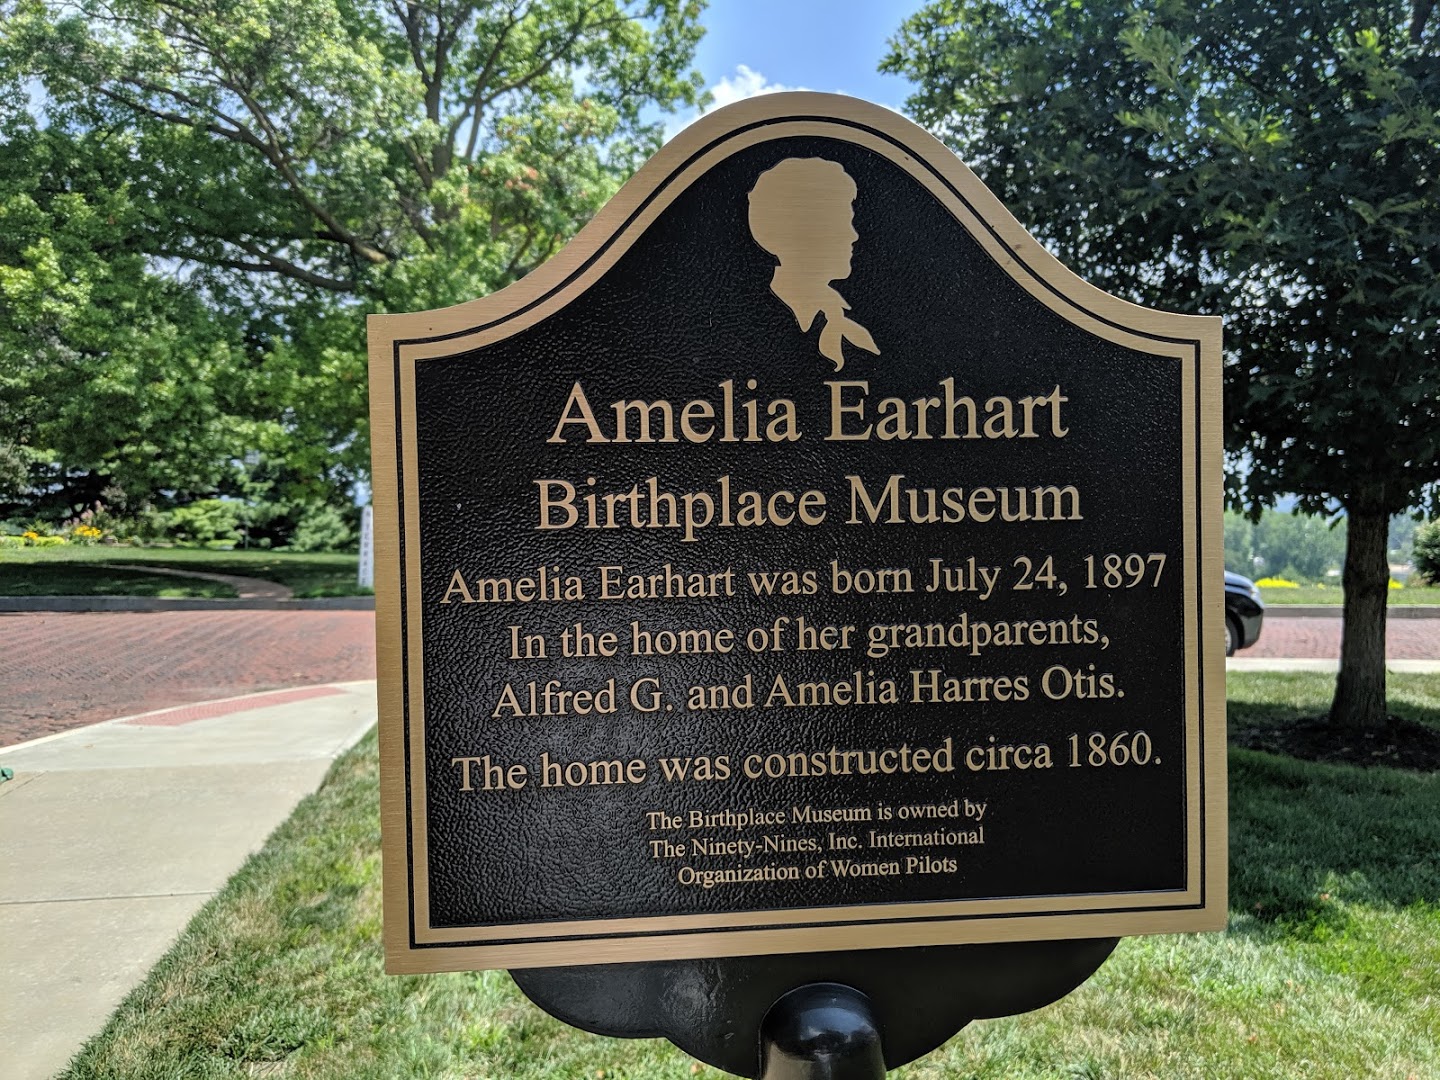 Amelia Earhart
Birthplace Museum
Amelia Earhart was born July 24, 1897
In the home of her grandparents,
Alfred G. and Amelia Harres Otis.
The home was constructed circa 1860.
The Birthplace Museum is owned by
The Ninety-Nines, Inc. International
Organization of Women Pilots
N TERRACE